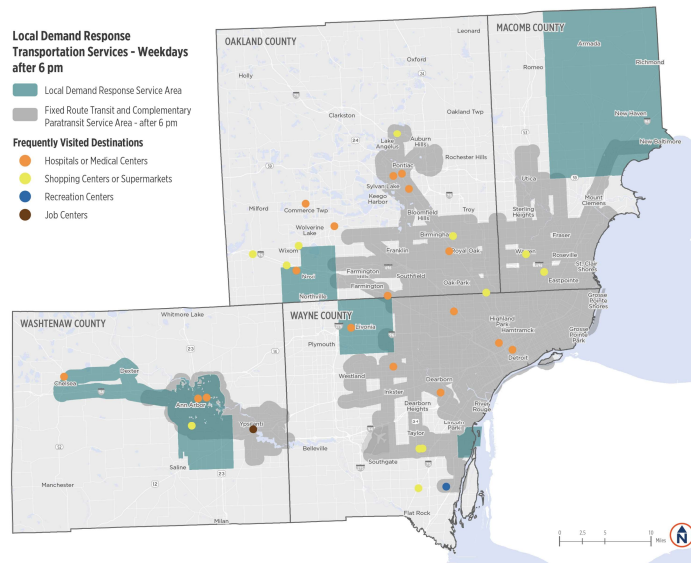 Local Demand Response
Transportation Services - Weekdays
after 6 pm
Local Demand Response Service Area
Fixed Route Transit and Complementary
Paratransit Service Area - after 6 pm
Frequently Visited Destinations
Hospitals or Medical Centers
Shopping Centers or Supermarkets
Recreation Centers
Job Centers
OAKLAND COUNTY
Leonard
Holly
Oxford
24
Clarkston
Oakland Twp
24
Lake
Angelus
Auburn
Hills
Rochester Hills
Pontiac
Sylvan Lake
Keego
Harbor
Milford
Commerce Twp
Bloomfield
Hills
Troy
Wolverine
Lake
Birmingham
Wixom
Franklin
Royal Oak
Novi
Farmington
Hills
Southfield
Farmington
Oak Park
Northville
MACOMB COUNTY
Armada
Romeo
Richmond
New Haven
New Baltimore
Utica
Mount
Clemens
Sterling
Heights
Fraser
Warren
Roseville
St. Clair
Shores
Eastpointe
WASHTENAW COUNTY
Whitmore Lake
23
Dexter
Chelsea
Ann Arbor
Ypsilanti
Saline
23
Manchester
12
Milan
WAYNE COUNTY
Livonia
Plymouth
Highland
Park
Hamtramck
Detroit
Grosse
Pointe
Shores
Grosse
Pointe
Park
Westland
Inkster
Dearborn
Dearborn
Heights
River
Rouge
24
Lincoln
Park
Taylor
Belleville
Southgate
Flat Rock
0 2.5 5 10
Miles
N